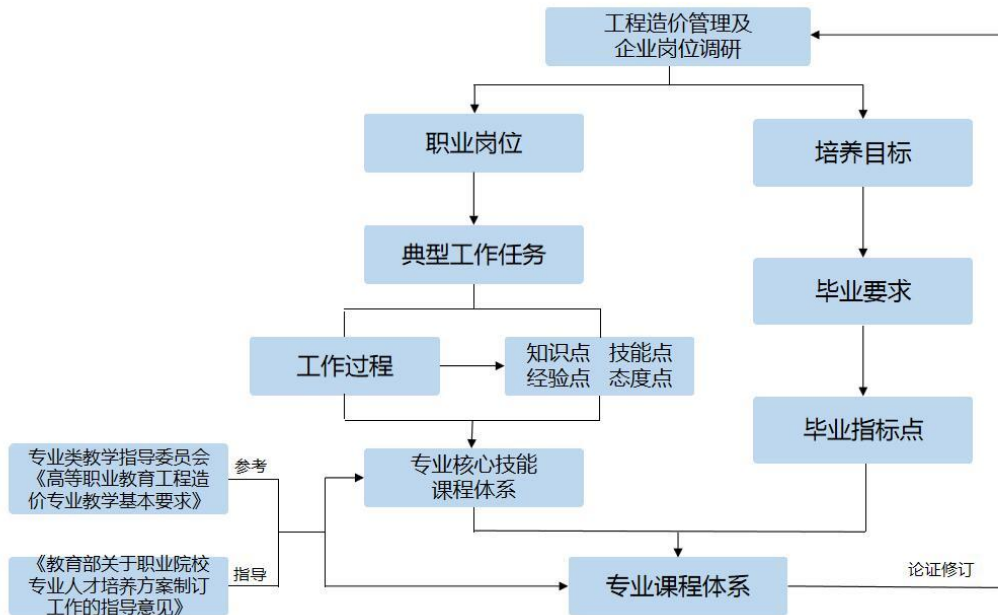 工程造价管理及
企业岗位调研
职业岗位
培养目标
典型工作任务
毕业要求
工作过程
知识点 技能点
经验点 态度点
毕业指标点
专业类教学指导委员会
《高等职业教育工程造
价专业教学基本要求》
参考
专业核心技能
课程体系
《教育部关于职业院校
专业人才培养方案制订
工作的指导意见》
指导
专业课程体系
论证修订